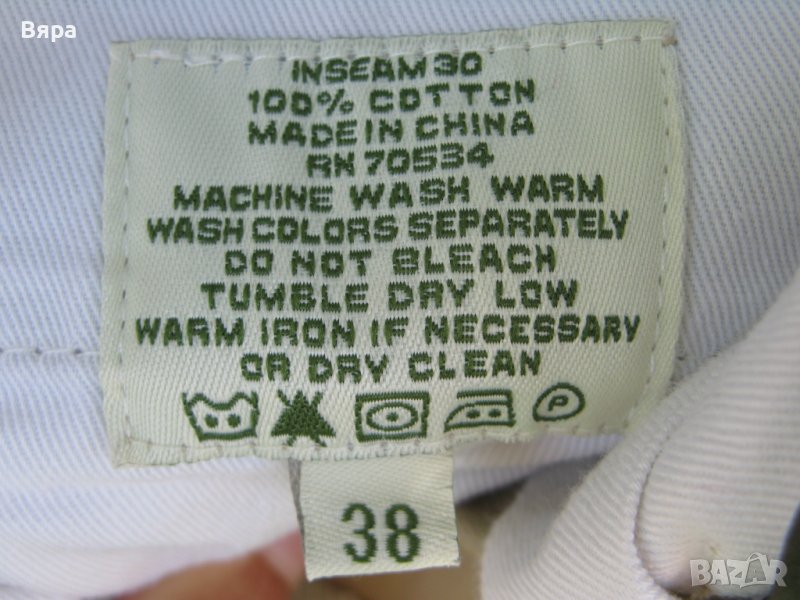 Вяра
INSEAM 30
100% COTTON
MADE IN CHINA
RN 70534
MACHINE WASH WARM
WASH COLORS SEPARATELY
DO NOT BLEACH
TUMBLE DRY LOW
WARM IRON IF NECESSARY
OR DRY CLEAN
P
38
BAZAR